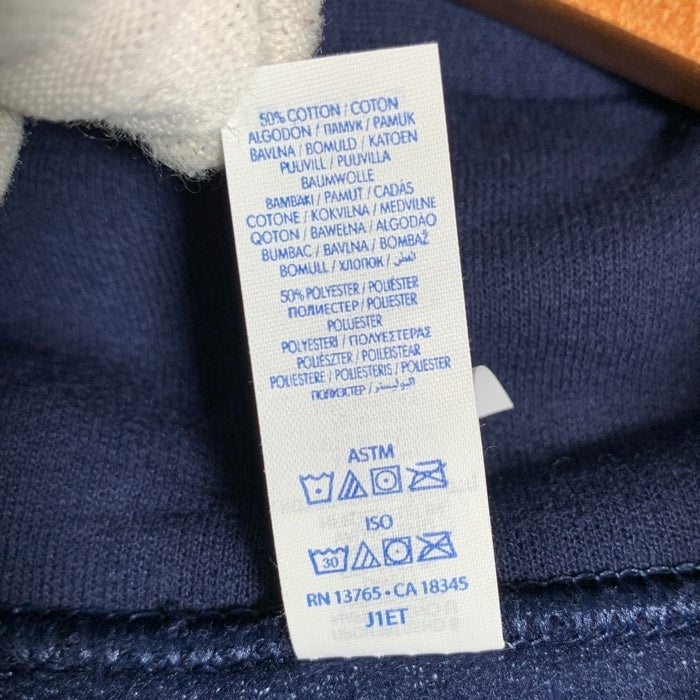 50% COTTON / COTON
ALGODON / ПАМУК / PAMUK
BAVLNA / BOMULD / KATOEN
PUUVILL / PUUVILLA
BAUMWOLLE
BAMBAKI / PAMUT / CADÁS
COTONE / KOKVILNA / MEDVILNE
QOTON / BAWEŁNA / ALGODÃO
BUMBAC / BAVLNA / BOMBAŽ
BOMULL / ХЛОПОК / القطن
50% POLYESTER / POLIÉSTER
ПОЛИЕСТЕР / POLIESTER
POLUESTER
POLYESTERI / ΠΟΛΥΕΣΤΕΡΑΣ
POLIÉSZTER / POILEISTEAR
POLIESTERE / POLIESTERIS / POLIESTER
ПОЛИЭСТЕР / البوليستر
ASTM
ISO
30
RN 13765 • CA 18345
J1ET